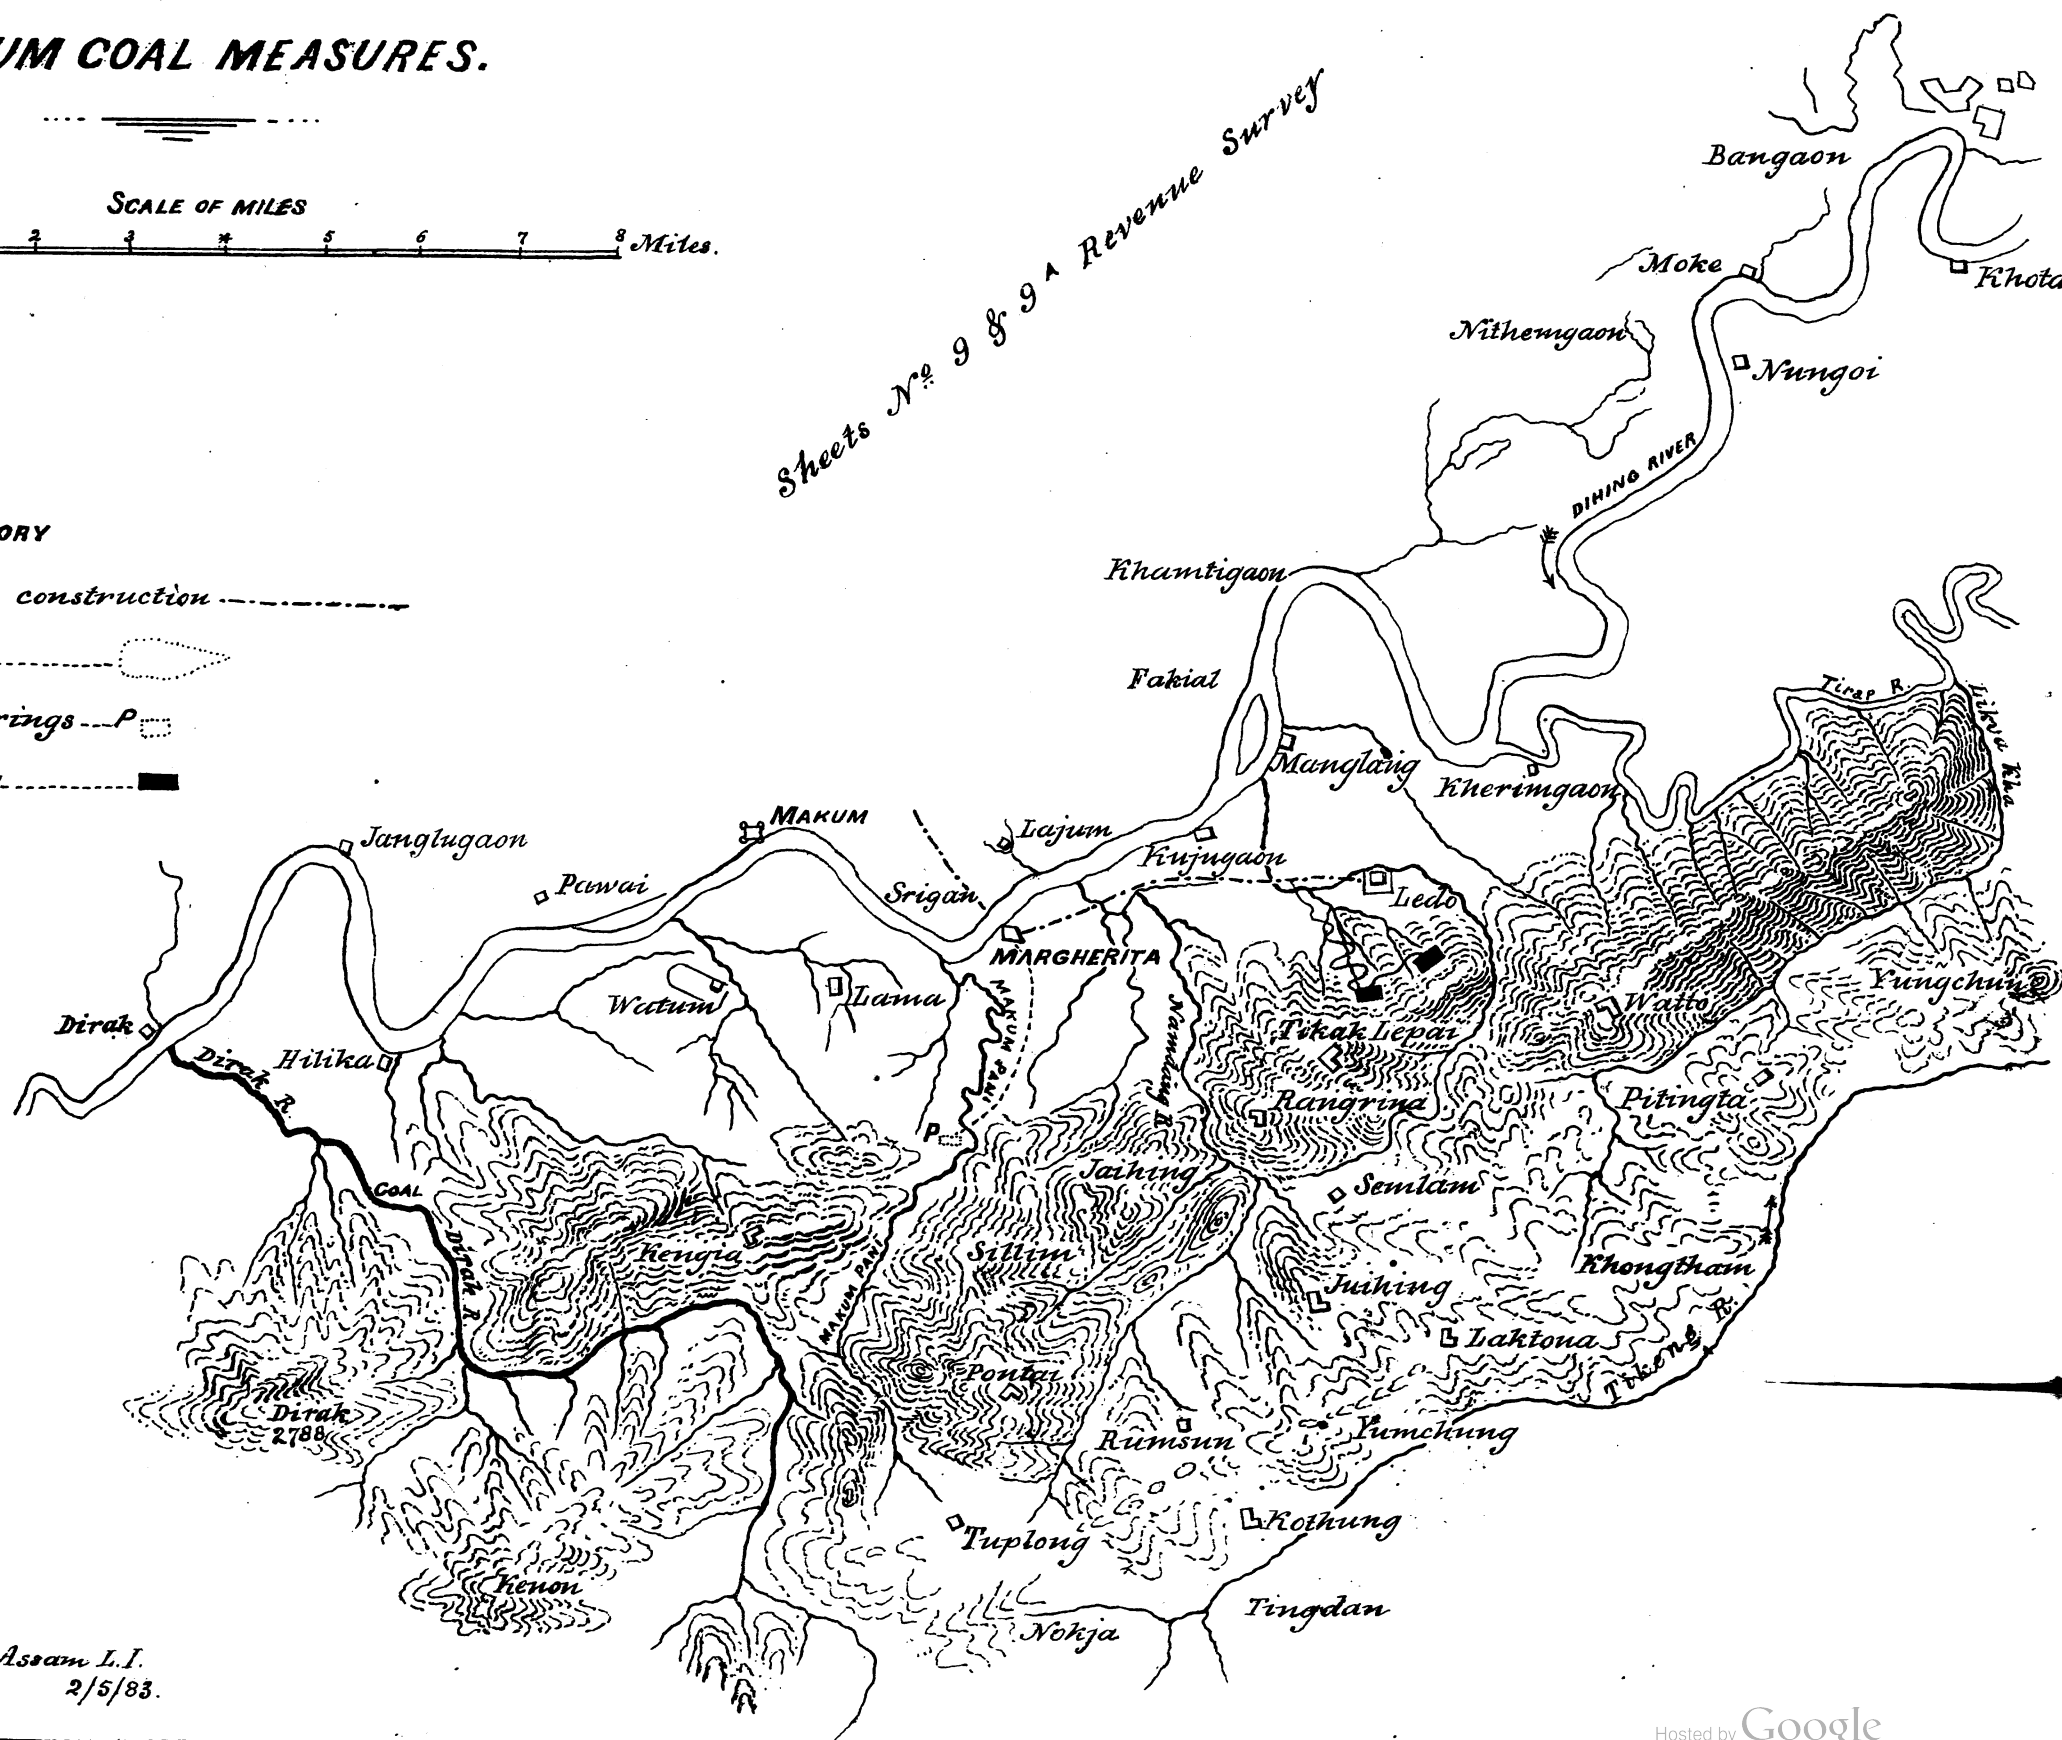 UM COAL MEASURES.
SCALE OF MILES
2 3 4 5 6 7 8 Miles.
Sheets No. 9 & 9A Revenue Survey
ORY
construction
rings --- P
Bangaon
Moke
Khota
Nithemgaon
Nungoi
DIHING RIVER
Khamtigaon
Fakial
Tirap R.
Likva Kha
Manglang
Kherimgaon
MAKUM
Lajum
Janglugaon
Kujugaon
Pawai
Srigan
Ledo
MARGHERITA
Watum
Lama
MAKUM PANI
Namdang R.
Yungchung
Watto
Dirak
Dirak R.
Hilika
Tikak Lepai
Rangrina
Pitingta
P
COAL
Jaihing
Semlam
Dirak R.
Kengia
MAKUM PANI
Sillim
Khongtham
Juihing
Laktona
Tikeng R.
Pontai
Dirak
2788
Rumsun
Yumchung
Tuplong
Kothung
Kenon
Tingdan
Nokja
Assam L.I.
2/5/83.
Hosted by Google